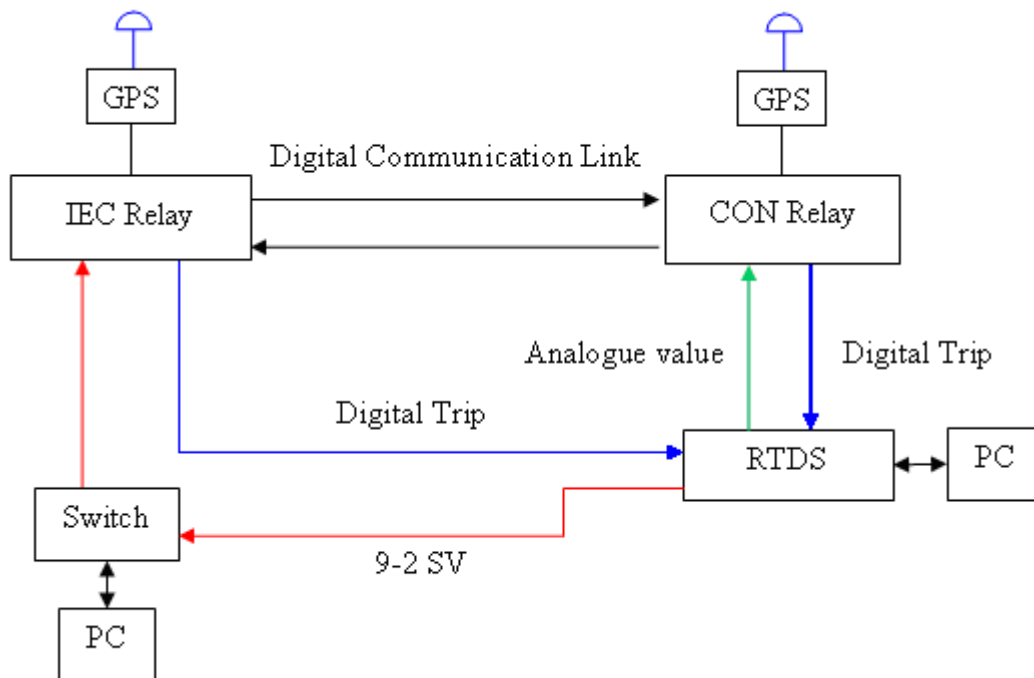 GPS
GPS
Digital Communication Link
IEC Relay
CON Relay
Analogue value
Digital Trip
Digital Trip
RTDS
PC
Switch
9-2 SV
PC